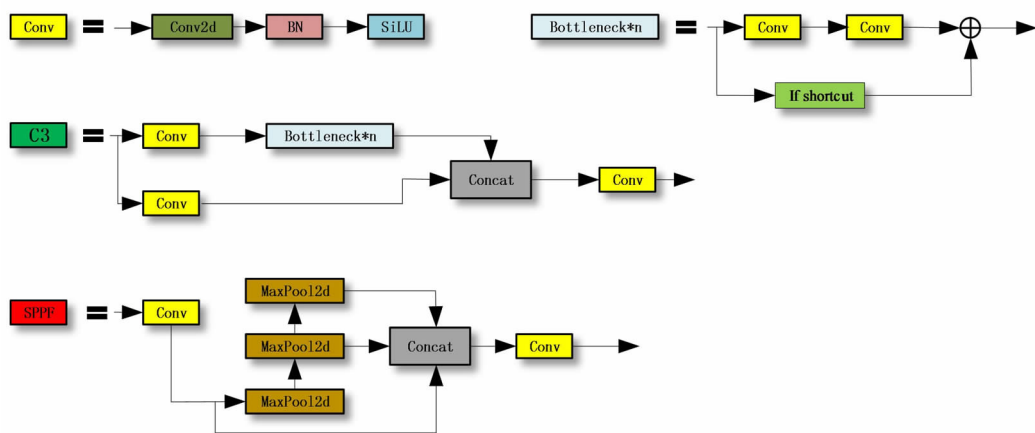 Conv = Conv2d BN SiLU
Bottleneck*n = Conv Conv
If shortcut
C3 = Conv Bottleneck*n
Concat Conv
Conv
MaxPool2d
SPPF = Conv
MaxPool2d Concat Conv
MaxPool2d